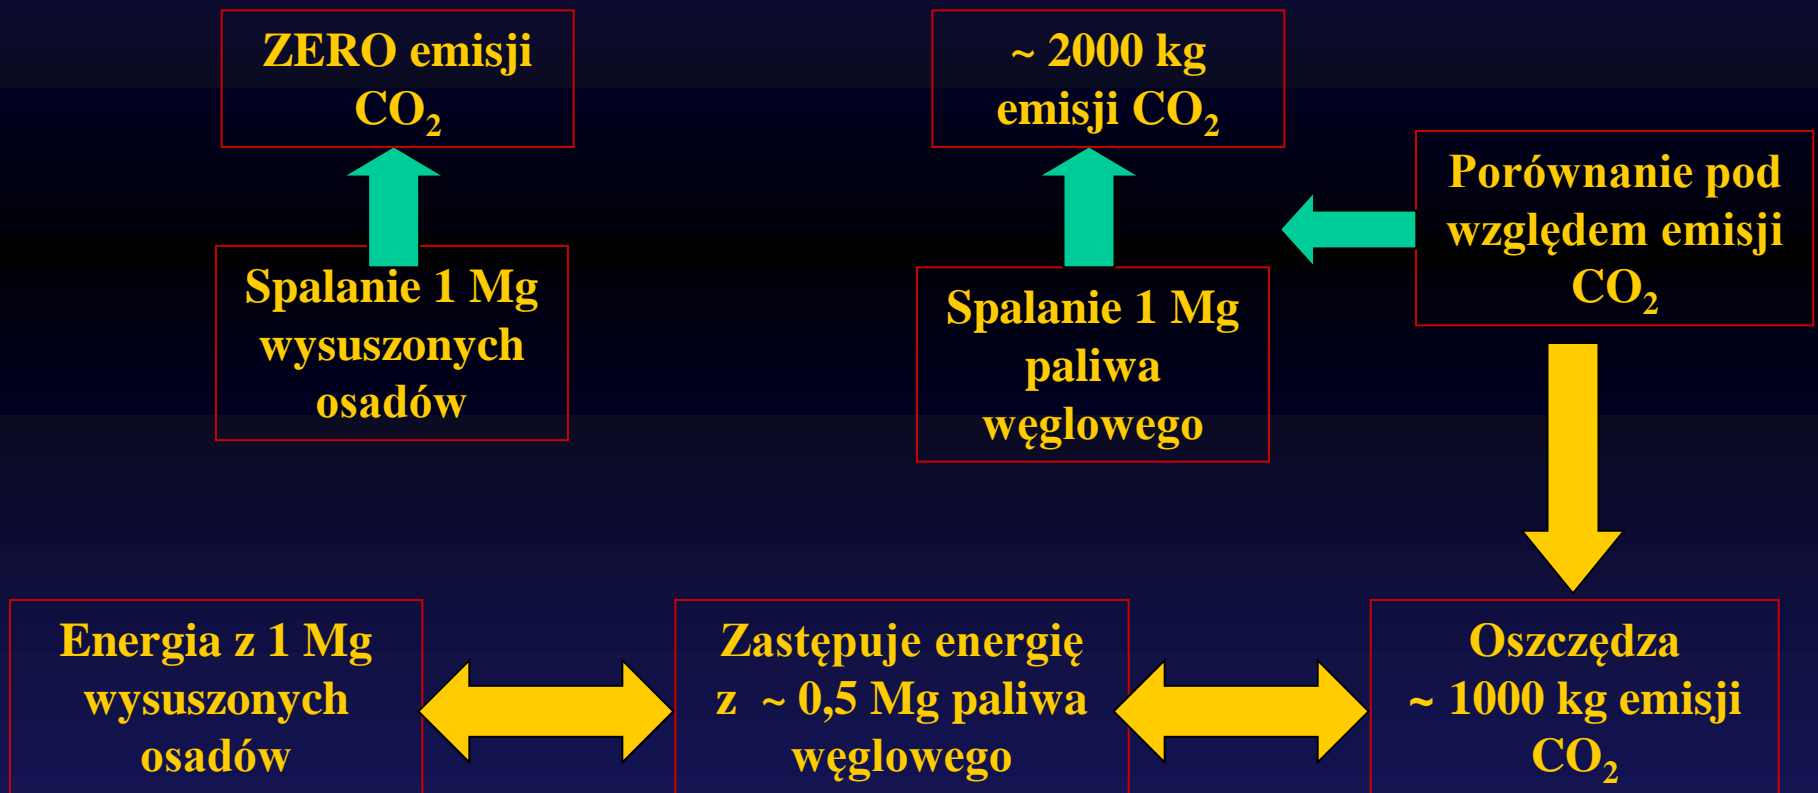 ZERO emisji
CO₂
~ 2000 kg
emisji CO₂
Porównanie pod
względem emisji
CO₂
Spalanie 1 Mg
wysuszonych
osadów
Spalanie 1 Mg
paliwa
węglowego
Energia z 1 Mg
wysuszonych
osadów
Zastępuje energię
z ~ 0,5 Mg paliwa
węglowego
Oszczędza
~ 1000 kg emisji
CO₂